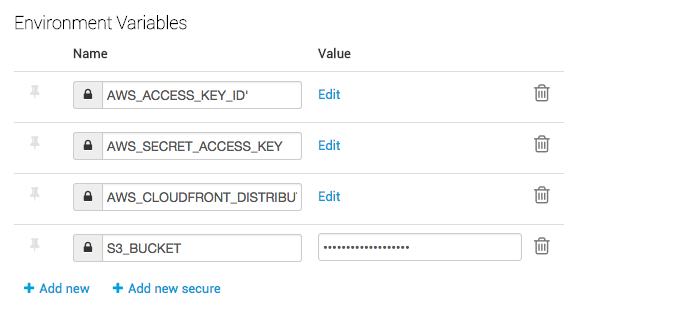 Environment Variables
Name Value
AWS_ACCESS_KEY_ID' Edit
AWS_SECRET_ACCESS_KEY Edit
AWS_CLOUDFRONT_DISTRIBU Edit
S3_BUCKET •••••••••••••••••••
+ Add new + Add new secure